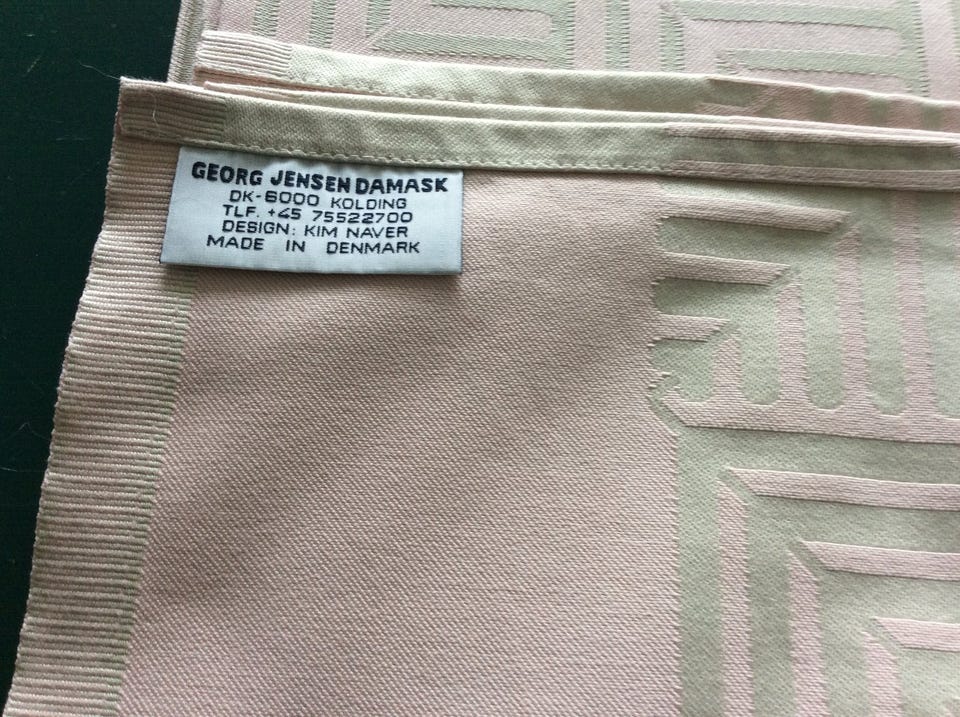 GEORG JENSEN DAMASK
DK-6000 KOLDING
TLF. +45 75522700
DESIGN: KIM NAVER
MADE IN DENMARK